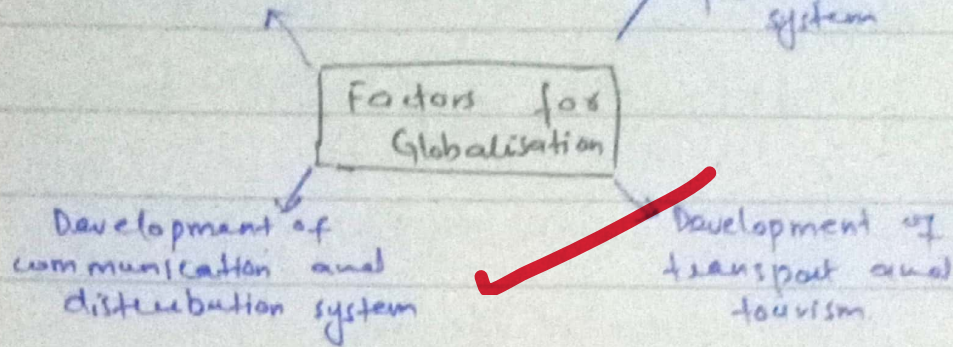 system
Factors for
Globalisation
Development of
communication and
distribution system
Development of
transport and
tourism